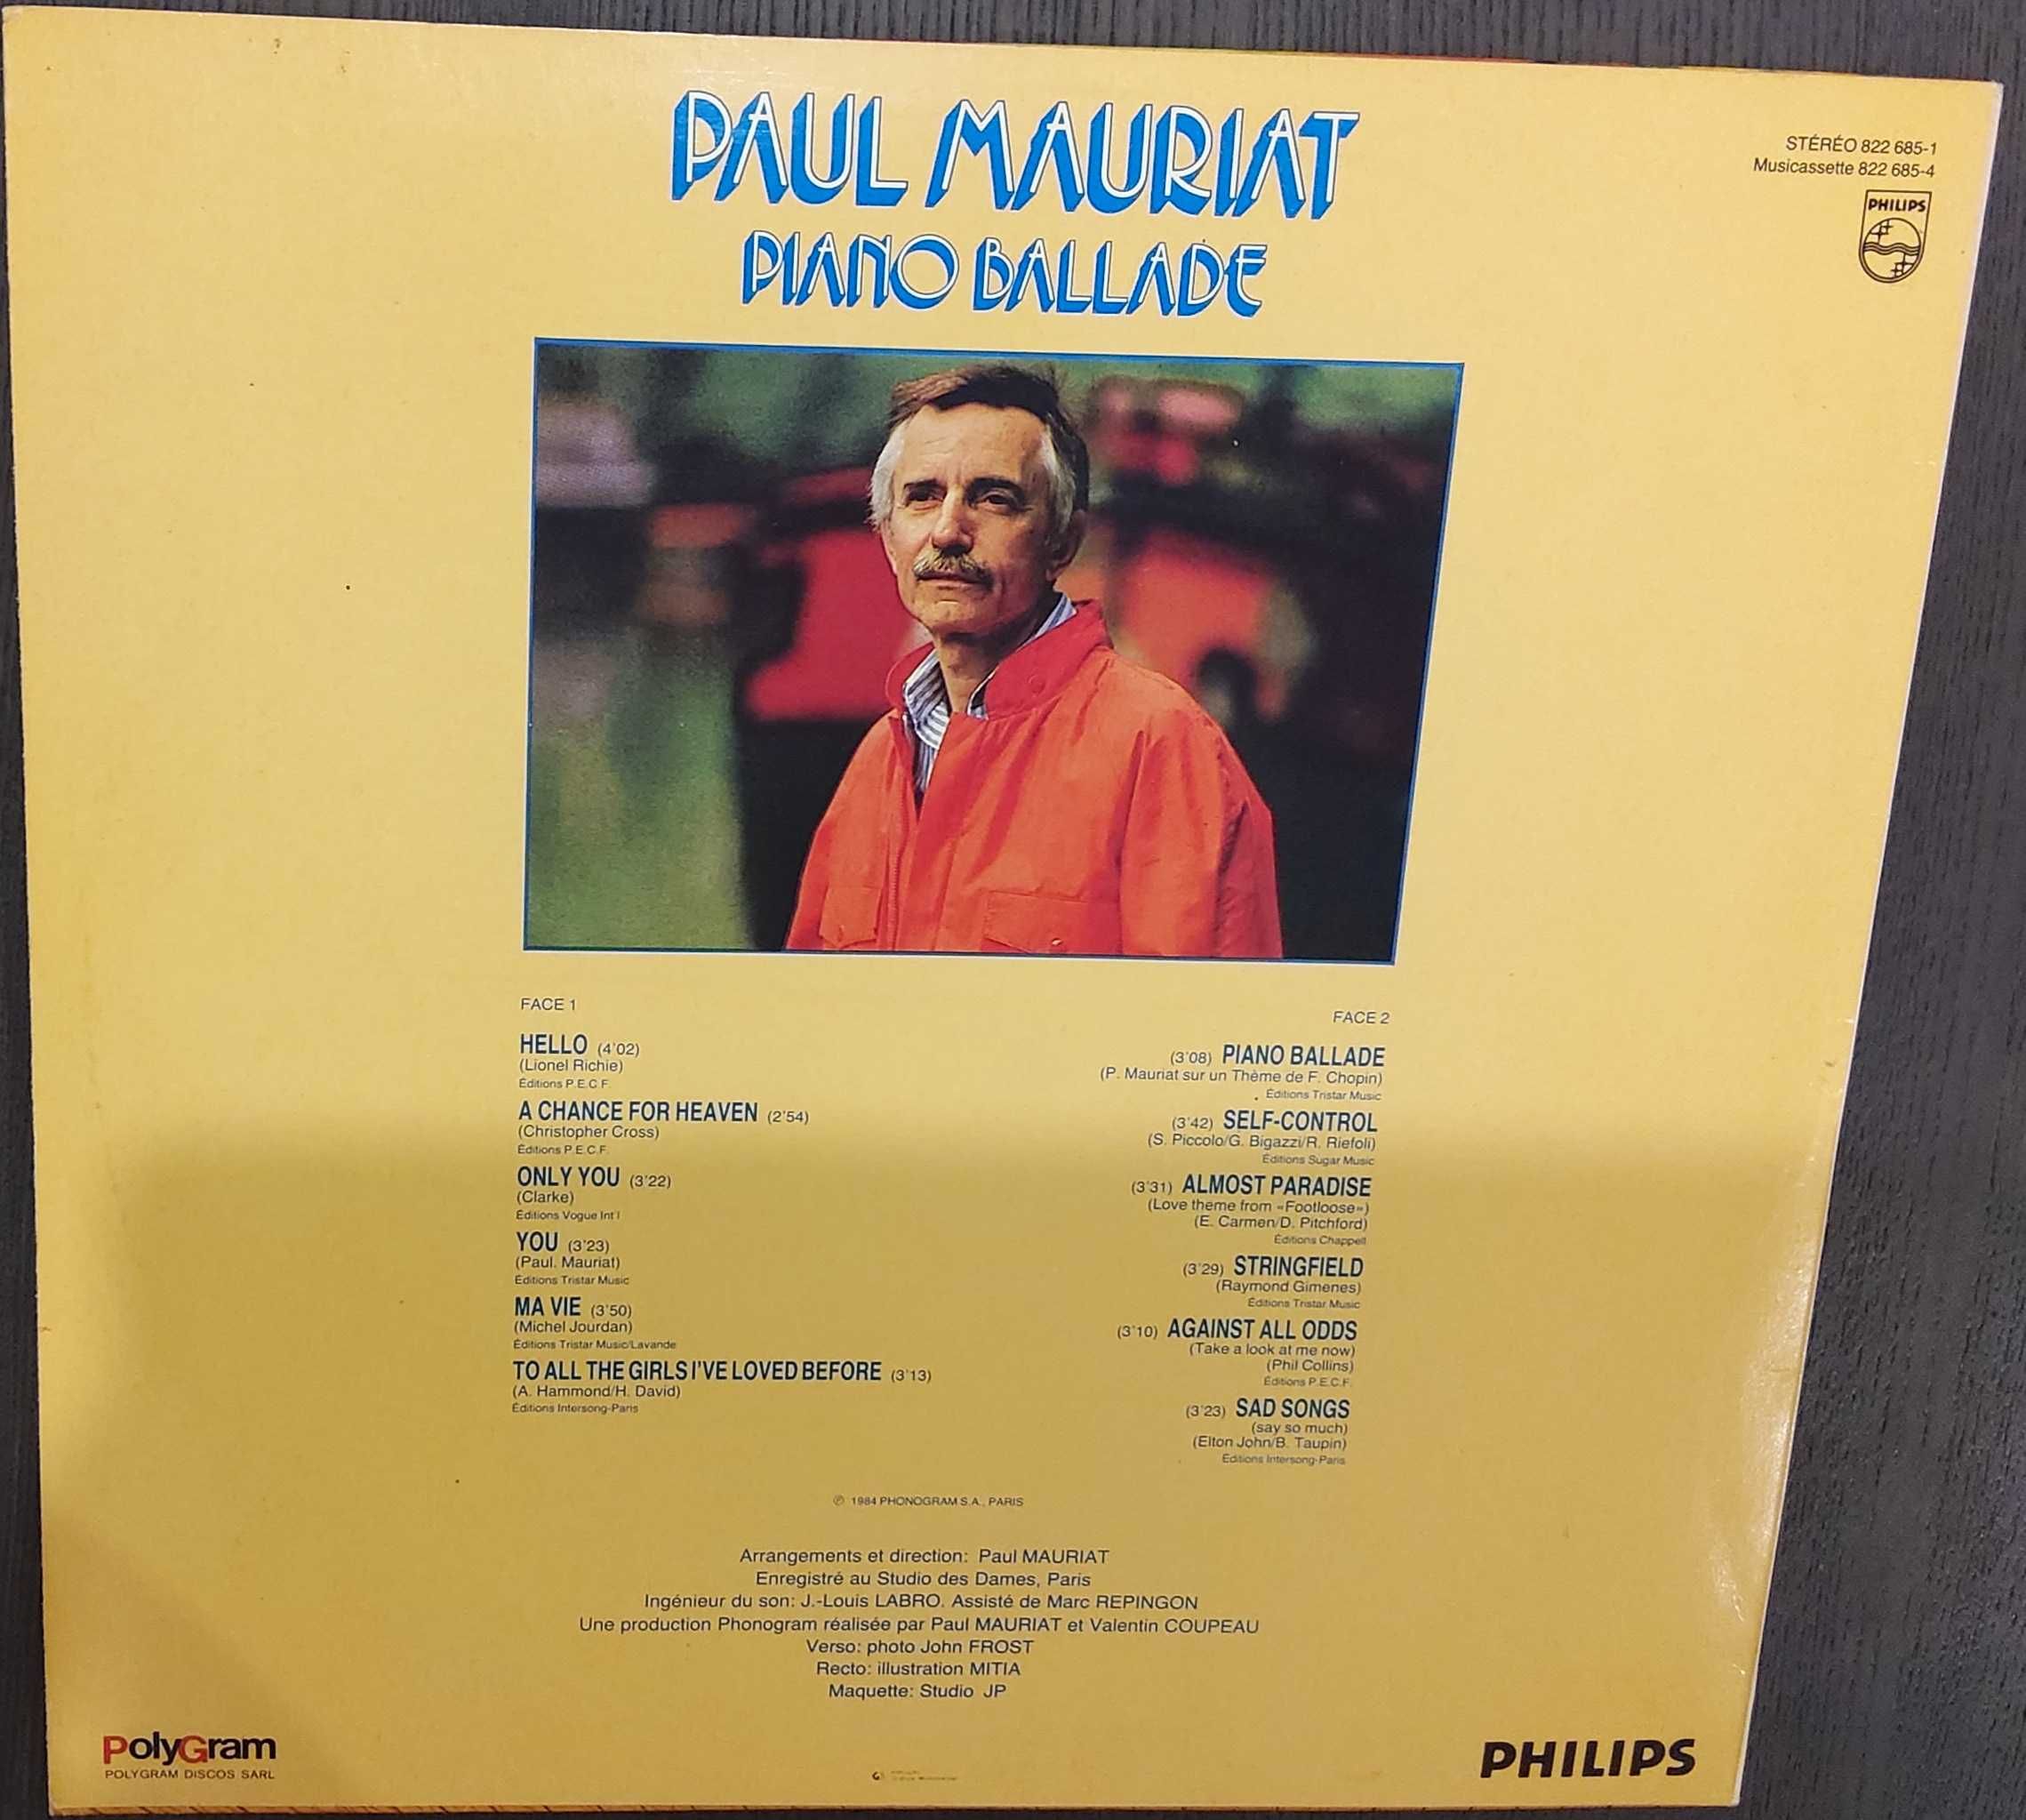 PAUL MAURIAT
PIANO BALLADE
STÉRÉO 822 685-1
Musicassette 822 685-4
PHILIPS
FACE 1
HELLO (4'02)
(Lionel Richie)
Éditions P.E.C.F.
A CHANCE FOR HEAVEN (2'54)
(Christopher Cross)
Éditions P.E.C.F.
ONLY YOU (3'22)
(Clarke)
Éditions Vogue Int'l
YOU (3'23)
(Paul. Mauriat)
Éditions Tristar Music
MA VIE (3'50)
(Michel Jourdan)
Éditions Tristar Music/Lavande
TO ALL THE GIRLS I'VE LOVED BEFORE (3'13)
(A. Hammond/H. David)
Éditions Intersong-Paris
FACE 2
(3'08) PIANO BALLADE
(P. Mauriat sur un Thème de F. Chopin)
Éditions Tristar Music
(3'42) SELF-CONTROL
(S. Piccolo/G. Bigazzi/R. Riefoli)
Éditions Sugar Music
(3'31) ALMOST PARADISE
(Love theme from «Footloose»)
(E. Carmen/D. Pitchford)
Éditions Chappell
(3'29) STRINGFIELD
(Raymond Gimenes)
Éditions Tristar Music
(3'10) AGAINST ALL ODDS
(Take a look at me now)
(Phil Collins)
Éditions P.E.C.F.
(3'23) SAD SONGS
(say so much)
(Elton John/B. Taupin)
Éditions Intersong-Paris
℗ 1984 PHONOGRAM S.A., PARIS
Arrangements et direction: Paul MAURIAT
Enregistré au Studio des Dames, Paris
Ingénieur du son: J.-Louis LABRO. Assisté de Marc REPINGON
Une production Phonogram réalisée par Paul MAURIAT et Valentin COUPEAU
Verso: photo John FROST
Recto: illustration MITIA
Maquette: Studio JP
PolyGram
POLYGRAM DISCOS SARL
PHILIPS